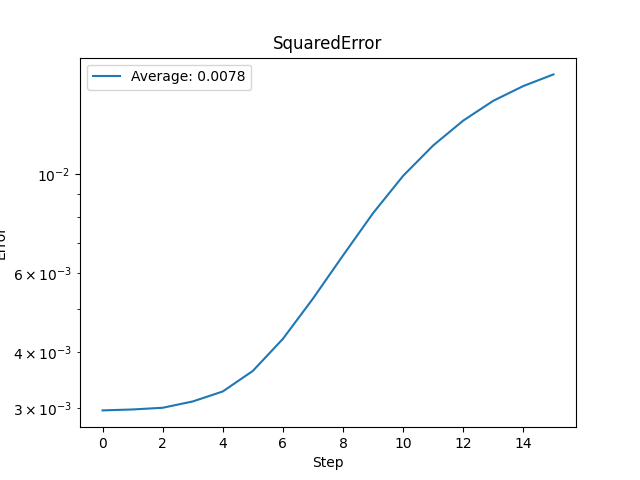 SquaredError
Average: 0.0078
10⁻²
6 × 10⁻³
4 × 10⁻³
3 × 10⁻³
Error
0 2 4 6 8 10 12 14
Step